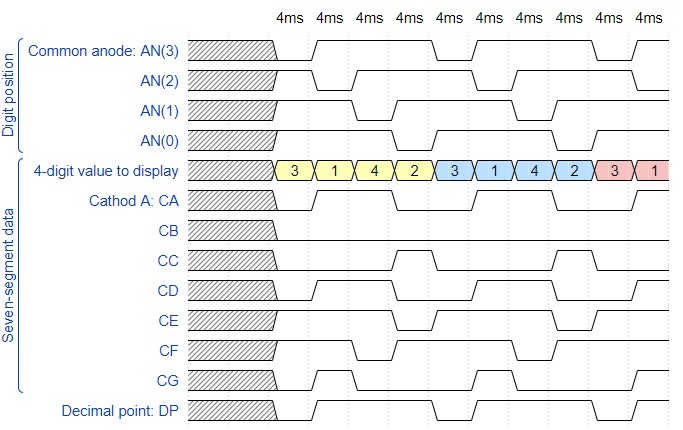 4ms 4ms 4ms 4ms 4ms 4ms 4ms 4ms 4ms 4ms
Digit position
Common anode: AN(3)
AN(2)
AN(1)
AN(0)
Seven-segment data
4-digit value to display 3 1 4 2 3 1 4 2 3 1
Cathod A: CA
CB
CC
CD
CE
CF
CG
Decimal point: DP